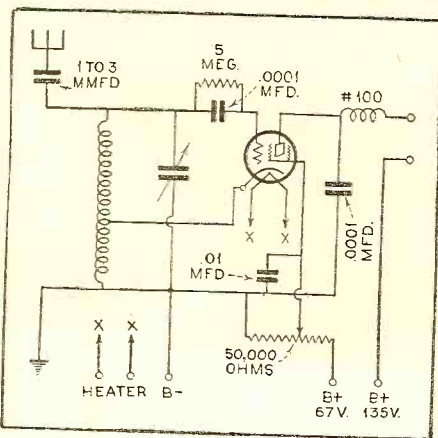 1 TO 3
MMFD
5
MEG.
.0001
MFD.
#100
.0001
MFD.
X X
.01
MFD
X X
50,000
OHMS
HEATER B-
B+
67V.
B+
135V.